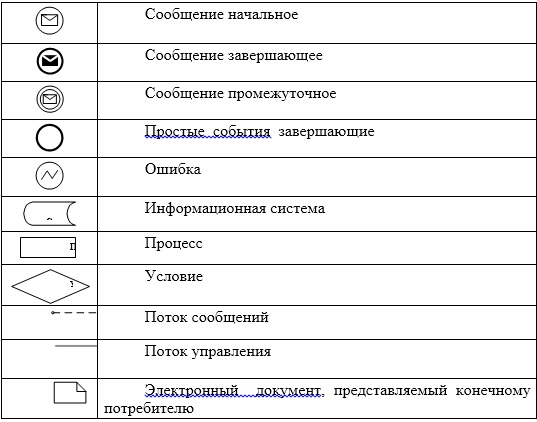 Сообщение начальное
Сообщение завершающее
Сообщение промежуточное
Простые события завершающие
Ошибка
Информационная система
Процесс
Условие
Поток сообщений
Поток управления
Электронный документ, представляемый конечному
потребителю